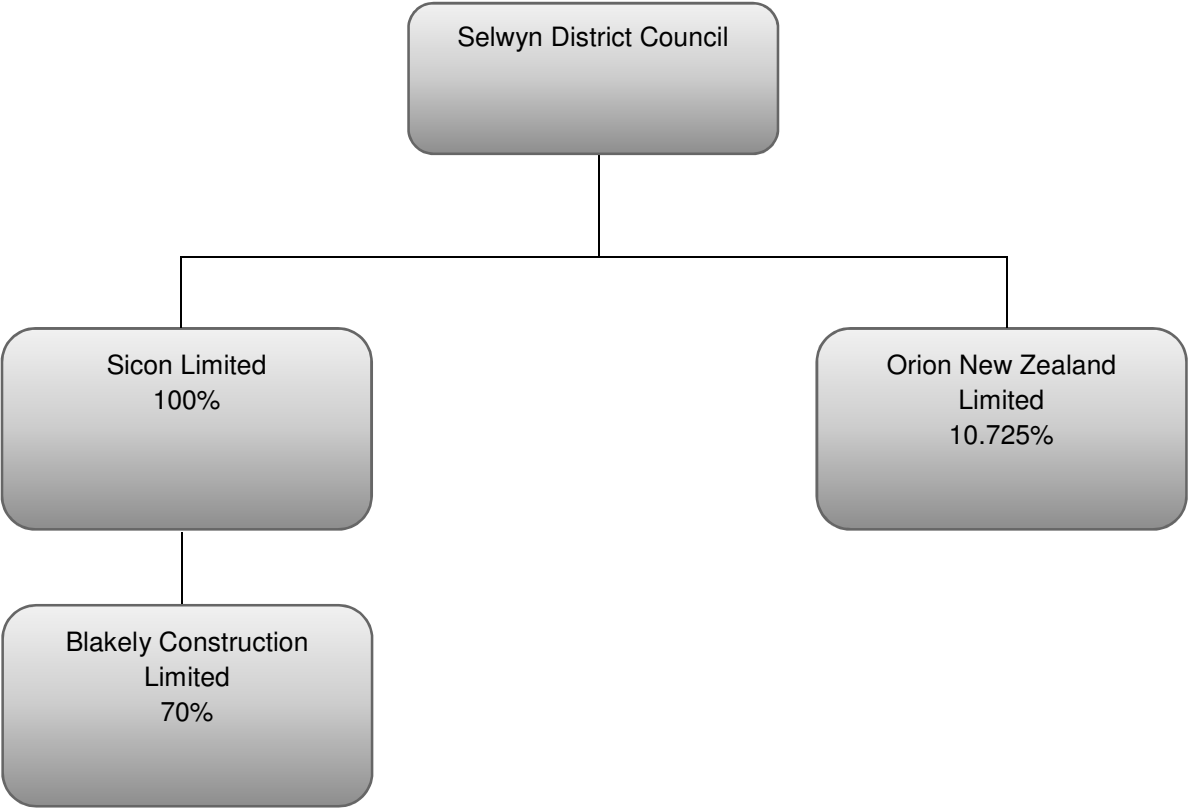 Selwyn District Council
Sicon Limited
100%
Orion New Zealand
Limited
10.725%
Blakely Construction
Limited
70%